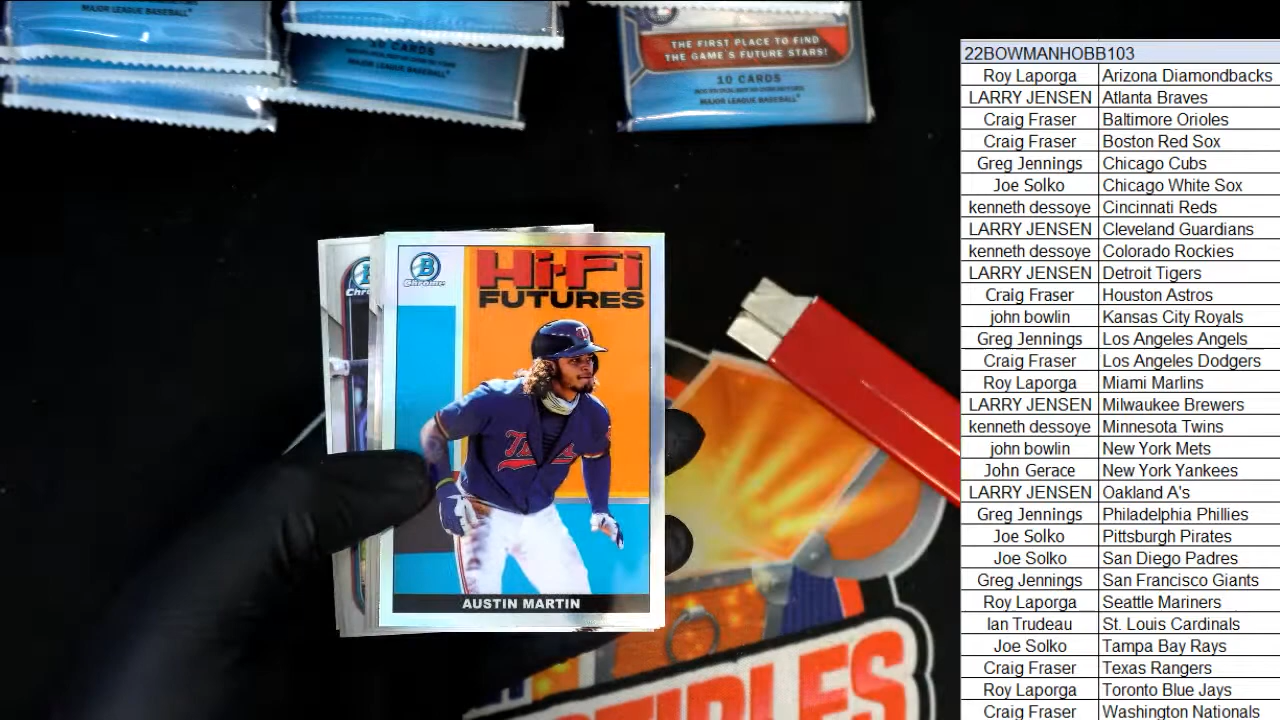 10 CARDS
MAJOR LEAGUE BASEBALL
THE FIRST PLACE TO FIND
THE GAME'S FUTURE STARS!
10 CARDS
MAJOR LEAGUE BASEBALL
B
Chrome
Hi-Fi
FUTURES
T
Twins
AUSTIN MARTIN
22BOWMANHOBB103
Roy Laporga Arizona Diamondbacks
LARRY JENSEN Atlanta Braves
Craig Fraser Baltimore Orioles
Craig Fraser Boston Red Sox
Greg Jennings Chicago Cubs
Joe Solko Chicago White Sox
kenneth dessoye Cincinnati Reds
LARRY JENSEN Cleveland Guardians
kenneth dessoye Colorado Rockies
LARRY JENSEN Detroit Tigers
Craig Fraser Houston Astros
john bowlin Kansas City Royals
Greg Jennings Los Angeles Angels
Craig Fraser Los Angeles Dodgers
Roy Laporga Miami Marlins
LARRY JENSEN Milwaukee Brewers
kenneth dessoye Minnesota Twins
john bowlin New York Mets
John Gerace New York Yankees
LARRY JENSEN Oakland A's
Greg Jennings Philadelphia Phillies
Joe Solko Pittsburgh Pirates
Joe Solko San Diego Padres
Greg Jennings San Francisco Giants
Roy Laporga Seattle Mariners
Ian Trudeau St. Louis Cardinals
Joe Solko Tampa Bay Rays
Craig Fraser Texas Rangers
Roy Laporga Toronto Blue Jays
Craig Fraser Washington Nationals